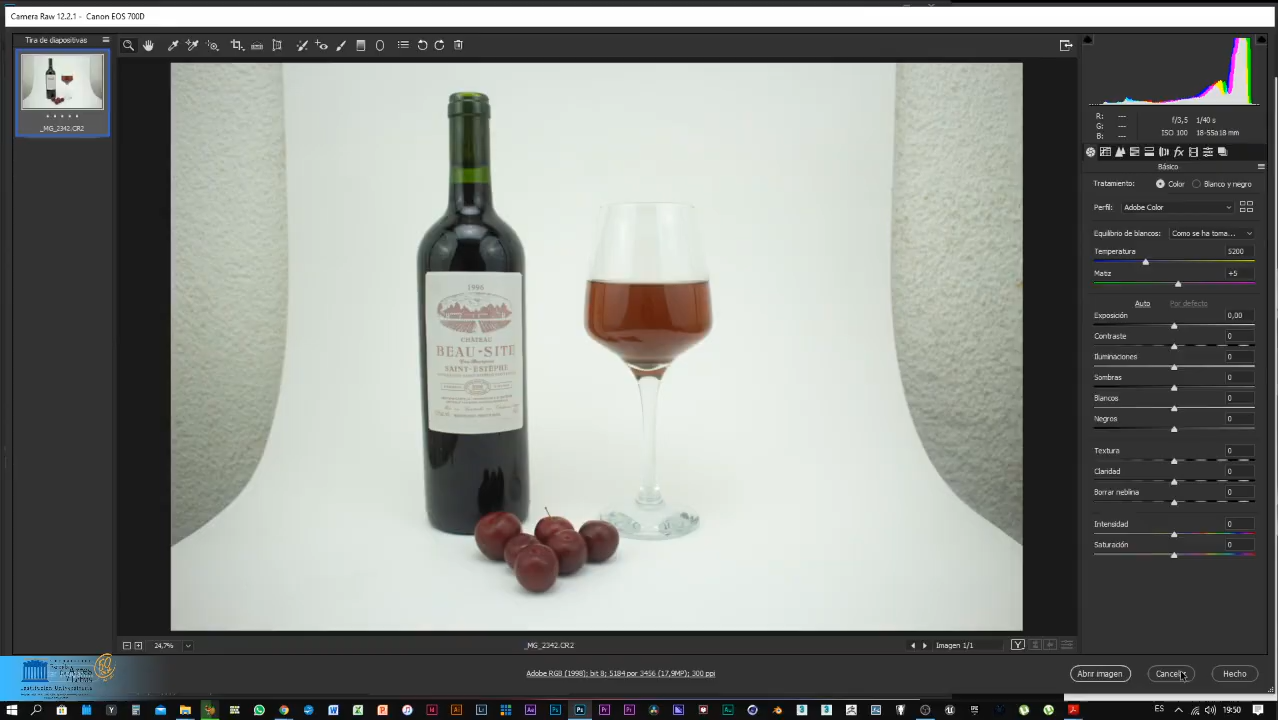 Camera Raw 12.2.1 - Canon EOS 700D
Tira de diapositivas
_MG_2342.CR2
R: ---
G: ---
B: ---
f/3,5 1/40 s
ISO 100 18-55a18 mm
Básico
Tratamiento: Color Blanco y negro
Perfil: Adobe Color
Equilibrio de blancos: Como se ha toma...
Temperatura 5200
Matiz +5
Auto Por defecto
Exposición 0,00
Contraste 0
Iluminaciones 0
Sombras 0
Blancos 0
Negros 0
Textura 0
Claridad 0
Borrar neblina 0
Intensidad 0
Saturación 0
1996
CHÂTEAU
BEAU-SITE
SAINT-ESTÈPHE
24,7%
_MG_2342.CR2
Imagen 1/1
Adobe RGB (1998); bit 8; 5184 por 3456 (17,9MP); 300 ppi
Abrir imagen
Hecho
Institución Universitaria
ES 19:50